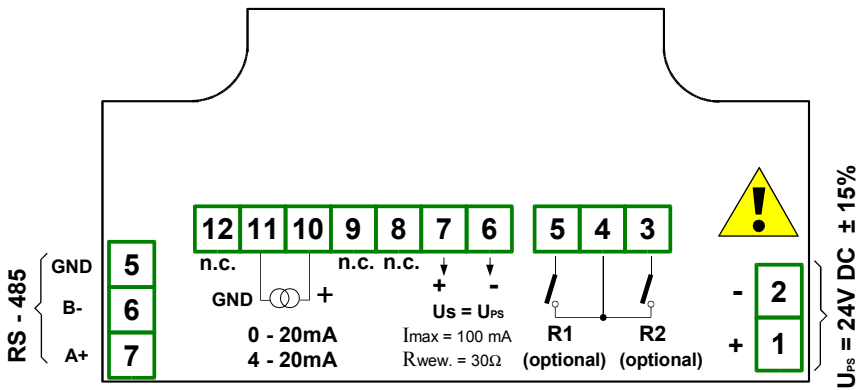 12 11 10 9 8 7 6
5 4 3
n.c. n.c. n.c.
GND +
0 - 20mA
4 - 20mA
+ -
Us = UPS
Imax = 100 mA
Rwew. = 30Ω
R1 R2
(optional) (optional)
RS - 485
GND 5
B- 6
A+ 7
- 2
+ 1
UPS = 24V DC ± 15%